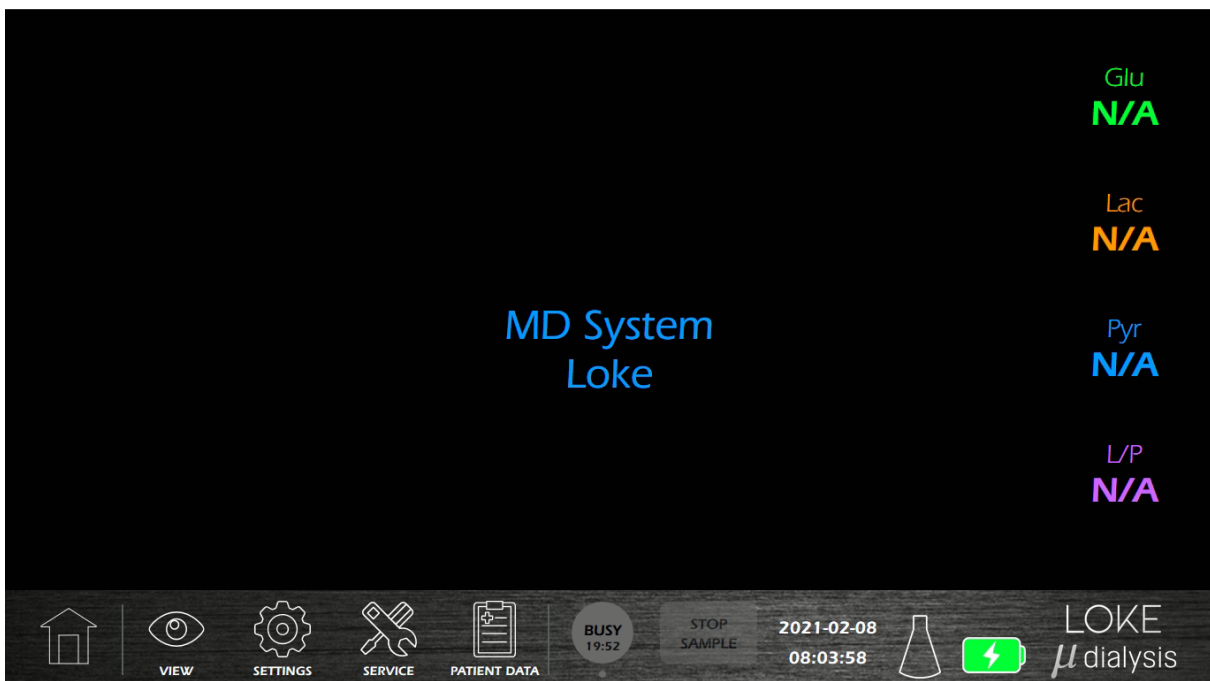 Glu
N/A
Lac
N/A
MD System
Loke
Pyr
N/A
L/P
N/A
VIEW
SETTINGS
SERVICE
PATIENT DATA
BUSY
19:52
STOP
SAMPLE
2021-02-08
08:03:58
LOKE
μ dialysis